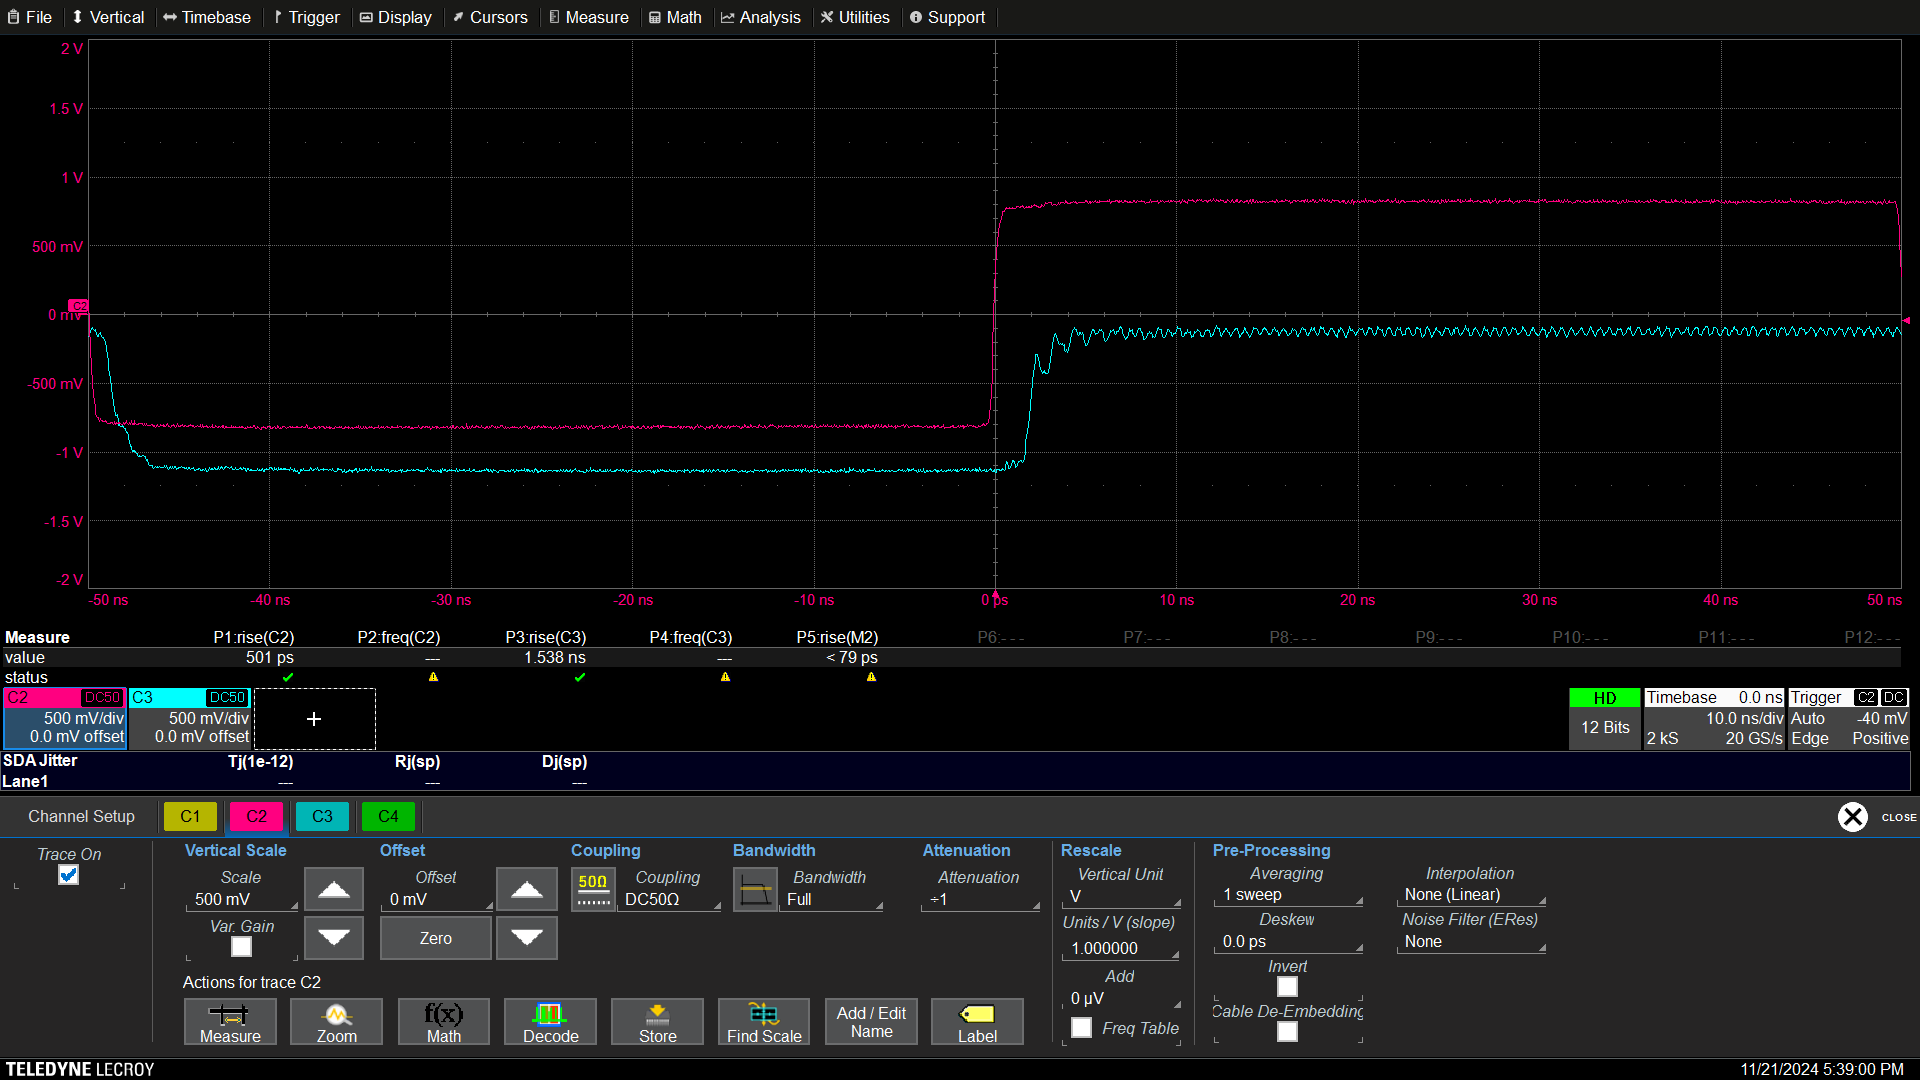 File Vertical Timebase Trigger Display Cursors Measure Math Analysis Utilities Support
2 V
1.5 V
1 V
500 mV
C2
0 mV
-500 mV
-1 V
-1.5 V
-2 V
-50 ns -40 ns -30 ns -20 ns -10 ns 0 ps 10 ns 20 ns 30 ns 40 ns 50 ns
Measure P1:rise(C2) P2:freq(C2) P3:rise(C3) P4:freq(C3) P5:rise(M2) P6:- - - P7:- - - P8:- - - P9:- - - P10:- - - P11:- - - P12:- - -
value 501 ps --- 1.538 ns --- < 79 ps
status
C2 DC50 C3 DC50 HD Timebase 0.0 ns Trigger C2 DC
500 mV/div 500 mV/div + 12 Bits 10.0 ns/div Auto -40 mV
0.0 mV offset 0.0 mV offset 2 kS 20 GS/s Edge Positive
SDA Jitter Tj(1e-12) Rj(sp) Dj(sp)
Lane1 --- --- ---
Channel Setup C1 C2 C3 C4 CLOSE
Trace On Vertical Scale Offset Coupling Bandwidth Attenuation Rescale Pre-Processing
Scale Offset 50Ω Coupling Bandwidth Attenuation Vertical Unit Averaging Interpolation
500 mV 0 mV DC50Ω Full ÷1 V 1 sweep None (Linear)
Var. Gain Zero Units / V (slope) Deskew Noise Filter (ERes)
1.000000 0.0 ps None
Add Invert
Actions for trace C2 0 µV
Measure Zoom f(x) Math Decode Store Find Scale Add / Edit Name Label Freq Table Cable De-Embedding
TELEDYNE LECROY 11/21/2024 5:39:00 PM